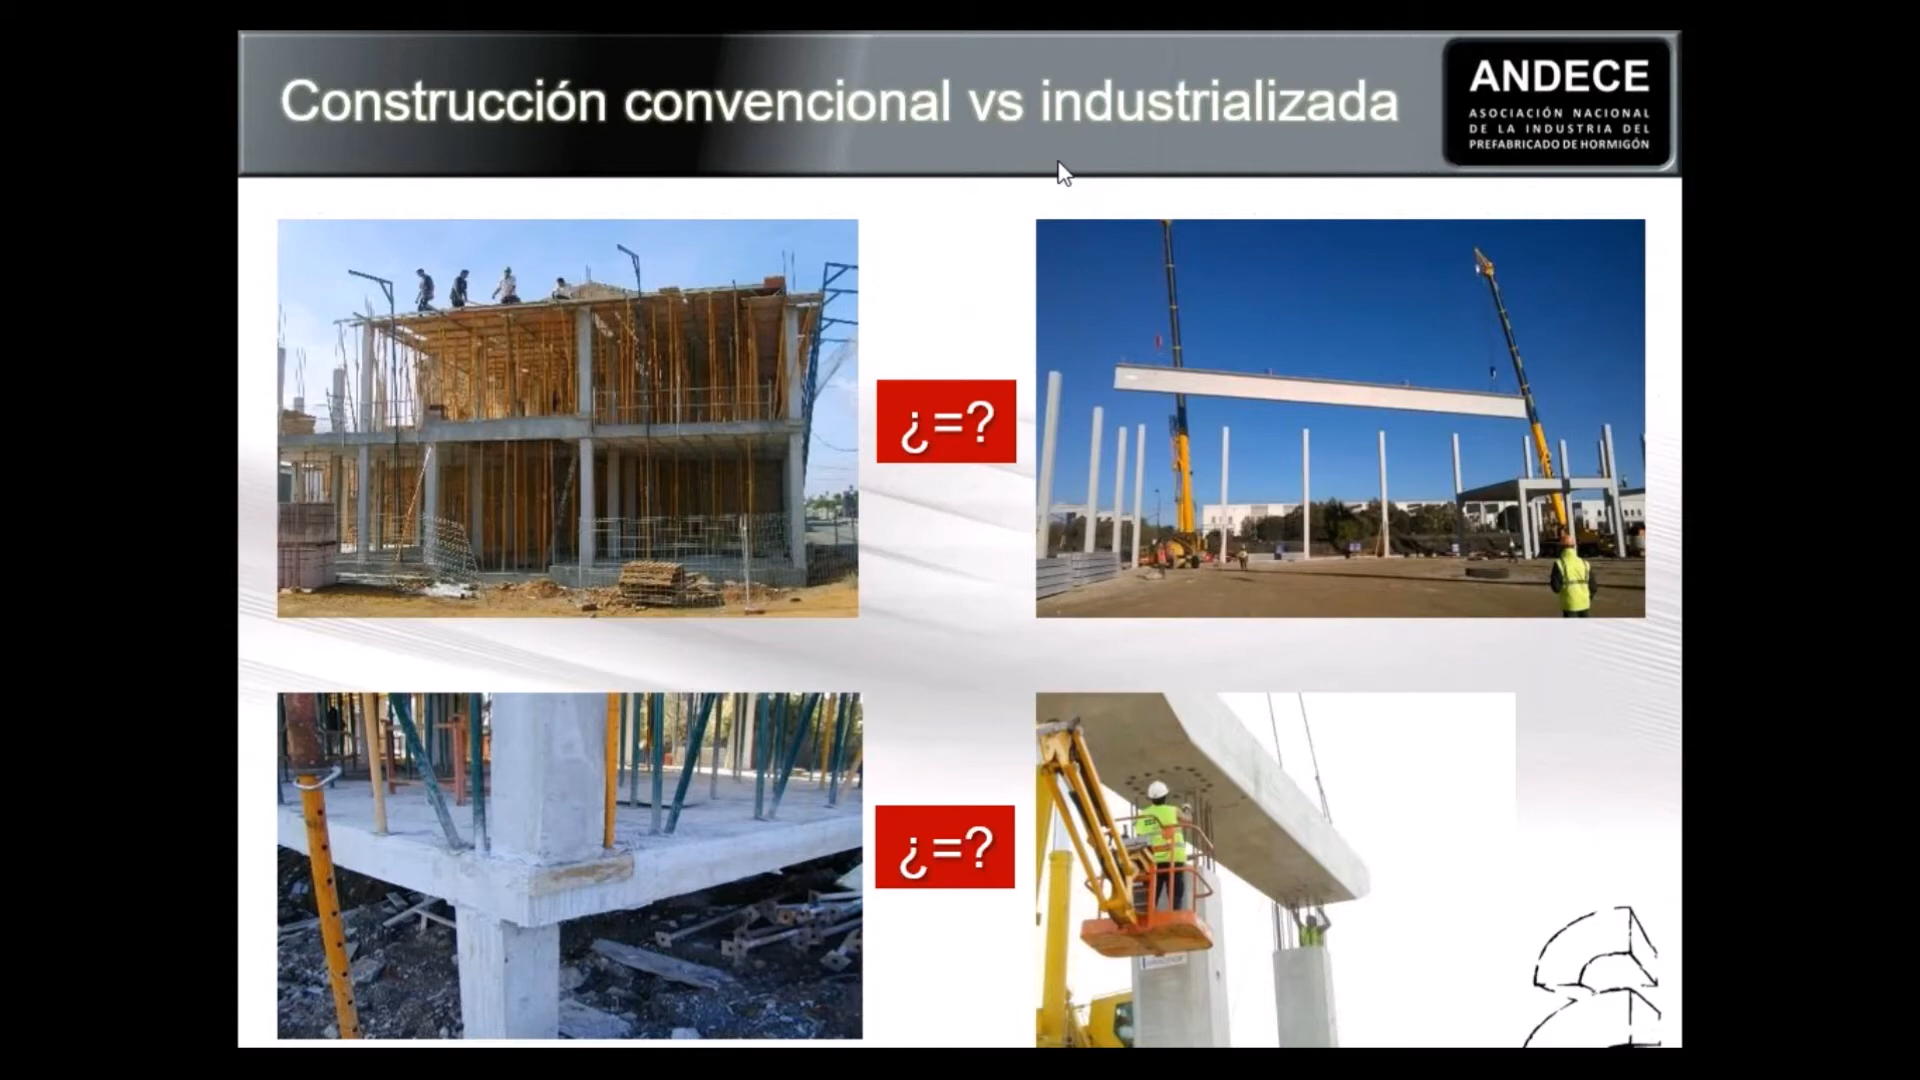 Construcción convencional vs industrializada
ANDECE
ASOCIACIÓN NACIONAL
DE LA INDUSTRIA DEL
PREFABRICADO DE HORMIGÓN
¿=?
¿=?